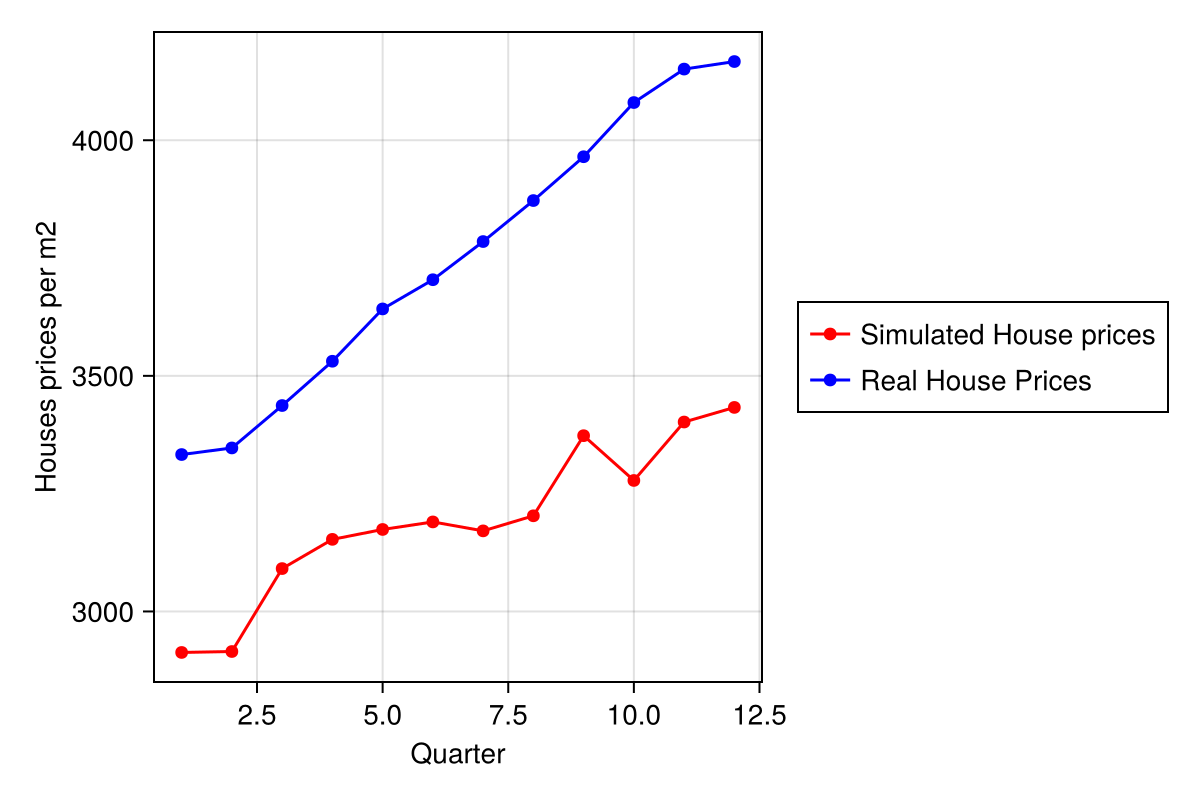 4000
3500
3000
Houses prices per m2
2.5 5.0 7.5 10.0 12.5
Quarter
Simulated House prices
Real House Prices